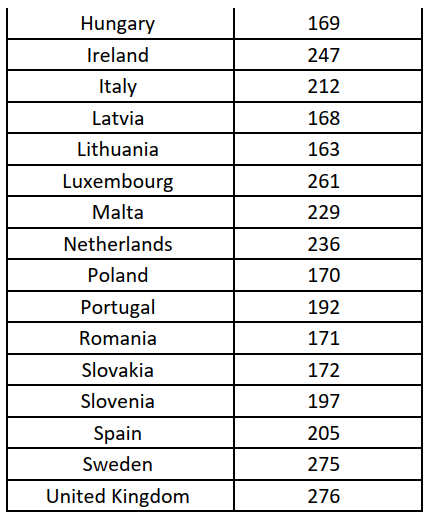 Hungary 169
Ireland 247
Italy 212
Latvia 168
Lithuania 163
Luxembourg 261
Malta 229
Netherlands 236
Poland 170
Portugal 192
Romania 171
Slovakia 172
Slovenia 197
Spain 205
Sweden 275
United Kingdom 276